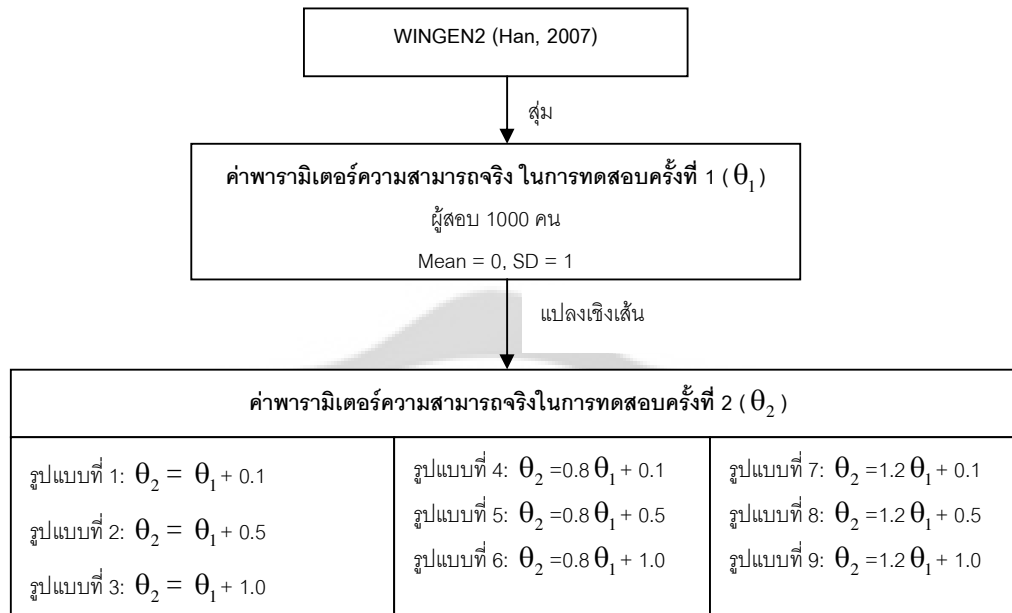 WINGEN2 (Han, 2007)
สุ่ม
ค่าพารามิเตอร์ความสามารถจริง ในการทดสอบครั้งที่ 1 ( θ₁ )
ผู้สอบ 1000 คน
Mean = 0, SD = 1
แปลงเชิงเส้น
ค่าพารามิเตอร์ความสามารถจริงในการทดสอบครั้งที่ 2 ( θ₂ )
รูปแบบที่ 1: θ₂ = θ₁ + 0.1
รูปแบบที่ 2: θ₂ = θ₁ + 0.5
รูปแบบที่ 3: θ₂ = θ₁ + 1.0
รูปแบบที่ 4: θ₂ =0.8 θ₁ + 0.1
รูปแบบที่ 5: θ₂ =0.8 θ₁ + 0.5
รูปแบบที่ 6: θ₂ =0.8 θ₁ + 1.0
รูปแบบที่ 7: θ₂ =1.2 θ₁ + 0.1
รูปแบบที่ 8: θ₂ =1.2 θ₁ + 0.5
รูปแบบที่ 9: θ₂ =1.2 θ₁ + 1.0